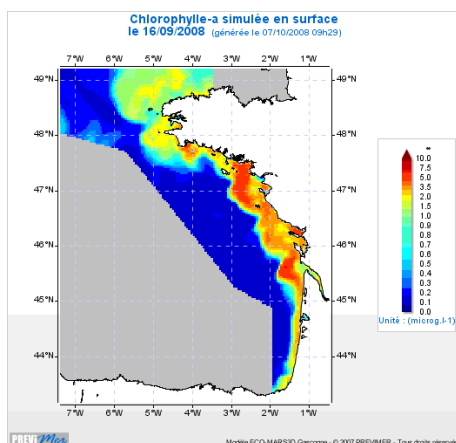 Chlorophylle-a simulée en surface
le 16/09/2008 (générée le 07/10/2008 09h29)
7°W 6°W 5°W 4°W 3°W 2°W 1°W
49°N 49°N
48°N 48°N
47°N 47°N
46°N 46°N
45°N 45°N
44°N 44°N
7°W 6°W 5°W 4°W 3°W 2°W 1°W
∞
10.0
7.5
5.0
3.5
2.0
1.5
1.0
0.9
0.8
0.7
0.6
0.5
0.4
0.3
0.2
0.1
0.0
Unité : (microg.l-1)
PREVIMER
Modèle ECO-MARS3D Gascogne - © 2007 PREVIMER - Tous droits réservés